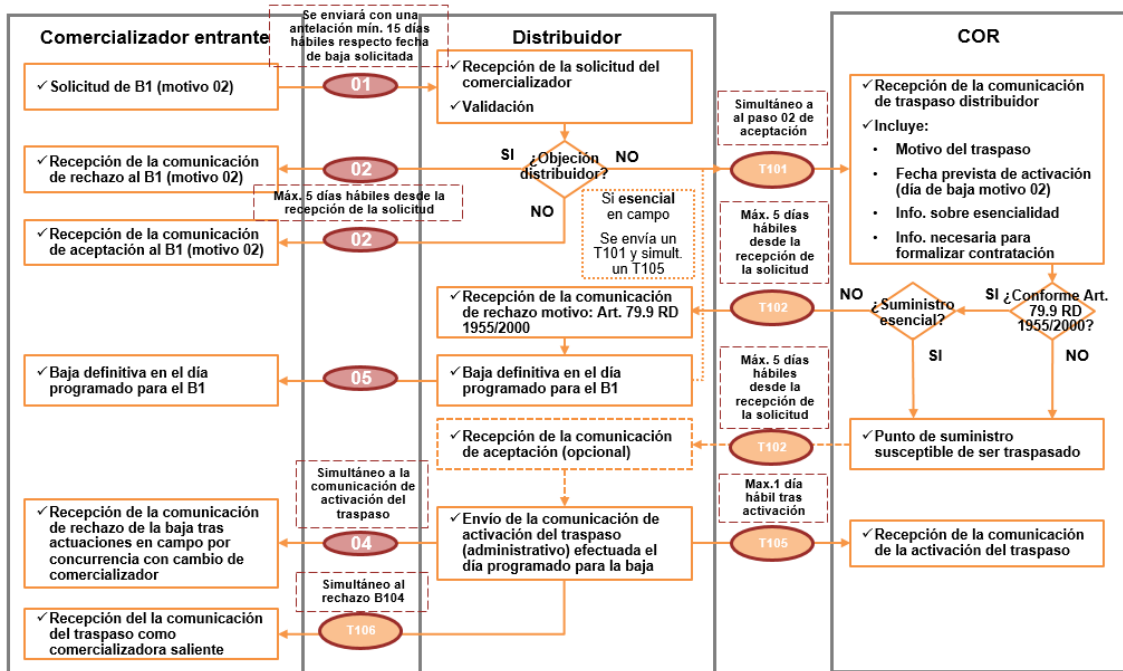 Comercializador entrante
Se enviará con una
antelación mín. 15 días
hábiles respecto fecha
de baja solicitada
Distribuidor
COR
✓Solicitud de B1 (motivo 02)
01
✓Recepción de la solicitud del
comercializador
✓Validación
Simultáneo a
al paso 02 de
aceptación
✓Recepción de la comunicación
de traspaso distribuidor
✓Incluye:
• Motivo del traspaso
• Fecha prevista de activación
(día de baja motivo 02)
• Info. sobre esencialidad
• Info. necesaria para
formalizar contratación
✓Recepción de la comunicación
de rechazo al B1 (motivo 02)
02
SI
¿Objeción
distribuidor?
NO
T101
Máx. 5 días hábiles desde la
recepción de la solicitud
NO
✓Recepción de la comunicación
de aceptación al B1 (motivo 02)
02
Si esencial
en campo
Se envía un
T101 y simult.
un T105
Máx. 5 días
hábiles
desde la
recepción de
la solicitud
✓Recepción de la comunicación
de rechazo motivo: Art. 79.9 RD
1955/2000
T102
NO
¿Suministro
esencial?
SI
SI
¿Conforme Art.
79.9 RD
1955/2000?
NO
✓Baja definitiva en el día
programado para el B1
05
✓Baja definitiva en el día
programado para el B1
Máx. 5 días
hábiles
desde la
recepción de
la solicitud
✓Recepción de la comunicación
de aceptación (opcional)
T102
✓Punto de suministro
susceptible de ser traspasado
Simultáneo a la
comunicación de
activación del
traspaso
Max.1 día
hábil tras
activación
✓Recepción de la comunicación
de rechazo de la baja tras
actuaciones en campo por
concurrencia con cambio de
comercializador
04
✓Envío de la comunicación de
activación del traspaso
(administrativo) efectuada el
día programado para la baja
T105
✓Recepción de la comunicación
de la activación del traspaso
Simultáneo al
rechazo B104
✓Recepción del la comunicación
del traspaso como
comercializadora saliente
T106